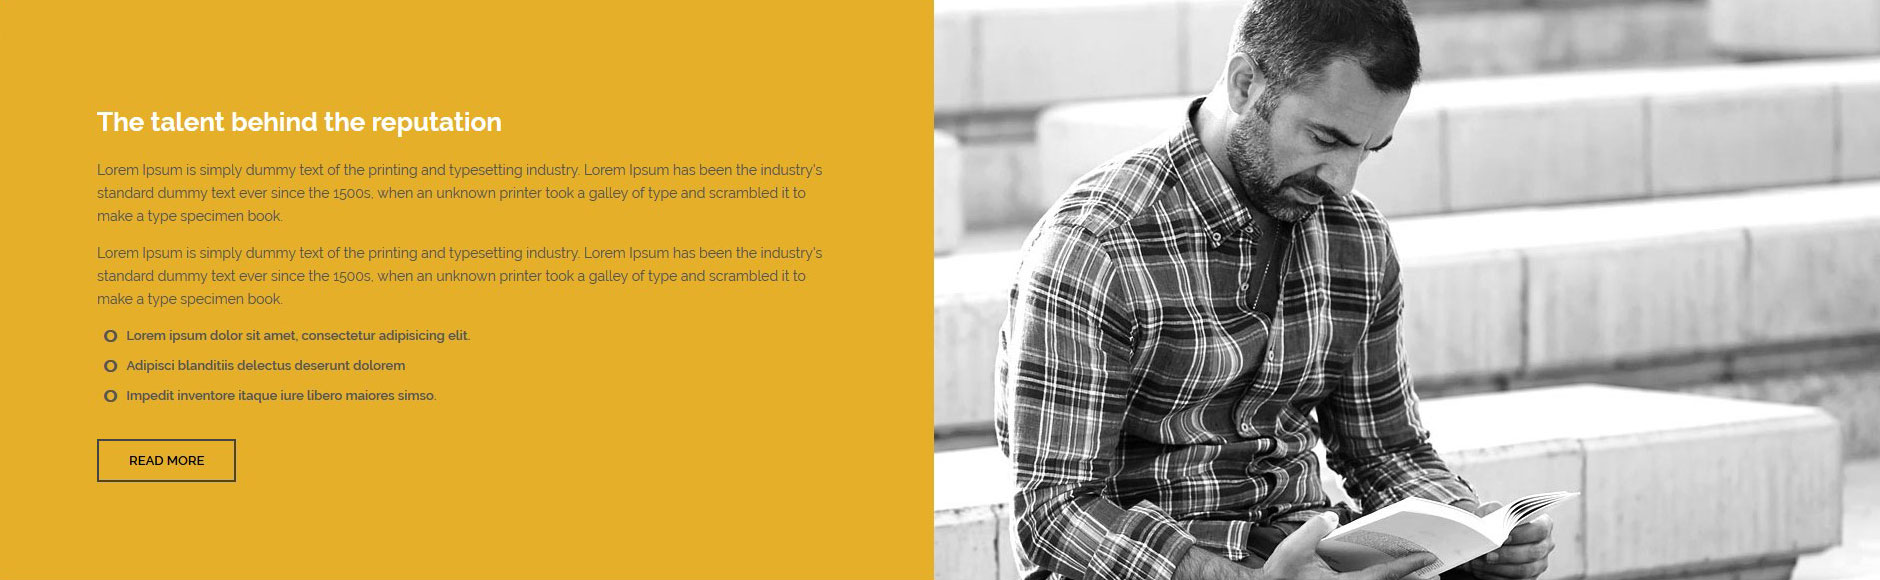 The talent behind the reputation
Lorem Ipsum is simply dummy text of the printing and typesetting industry. Lorem Ipsum has been the industry's
standard dummy text ever since the 1500s, when an unknown printer took a galley of type and scrambled it to
make a type specimen book.
Lorem Ipsum is simply dummy text of the printing and typesetting industry. Lorem Ipsum has been the industry's
standard dummy text ever since the 1500s, when an unknown printer took a galley of type and scrambled it to
make a type specimen book.
Lorem ipsum dolor sit amet, consectetur adipisicing elit.
Adipisci blanditiis delectus deserunt dolorem
Impedit inventore itaque iure libero maiores simso.
READ MORE